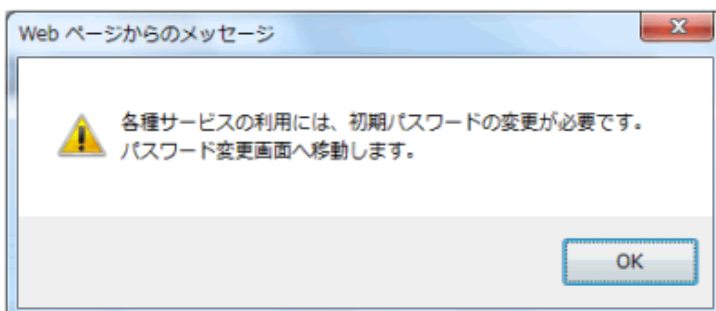 Web ページからのメッセージ
各種サービスの利用には、初期パスワードの変更が必要です。
パスワード変更画面へ移動します。
OK